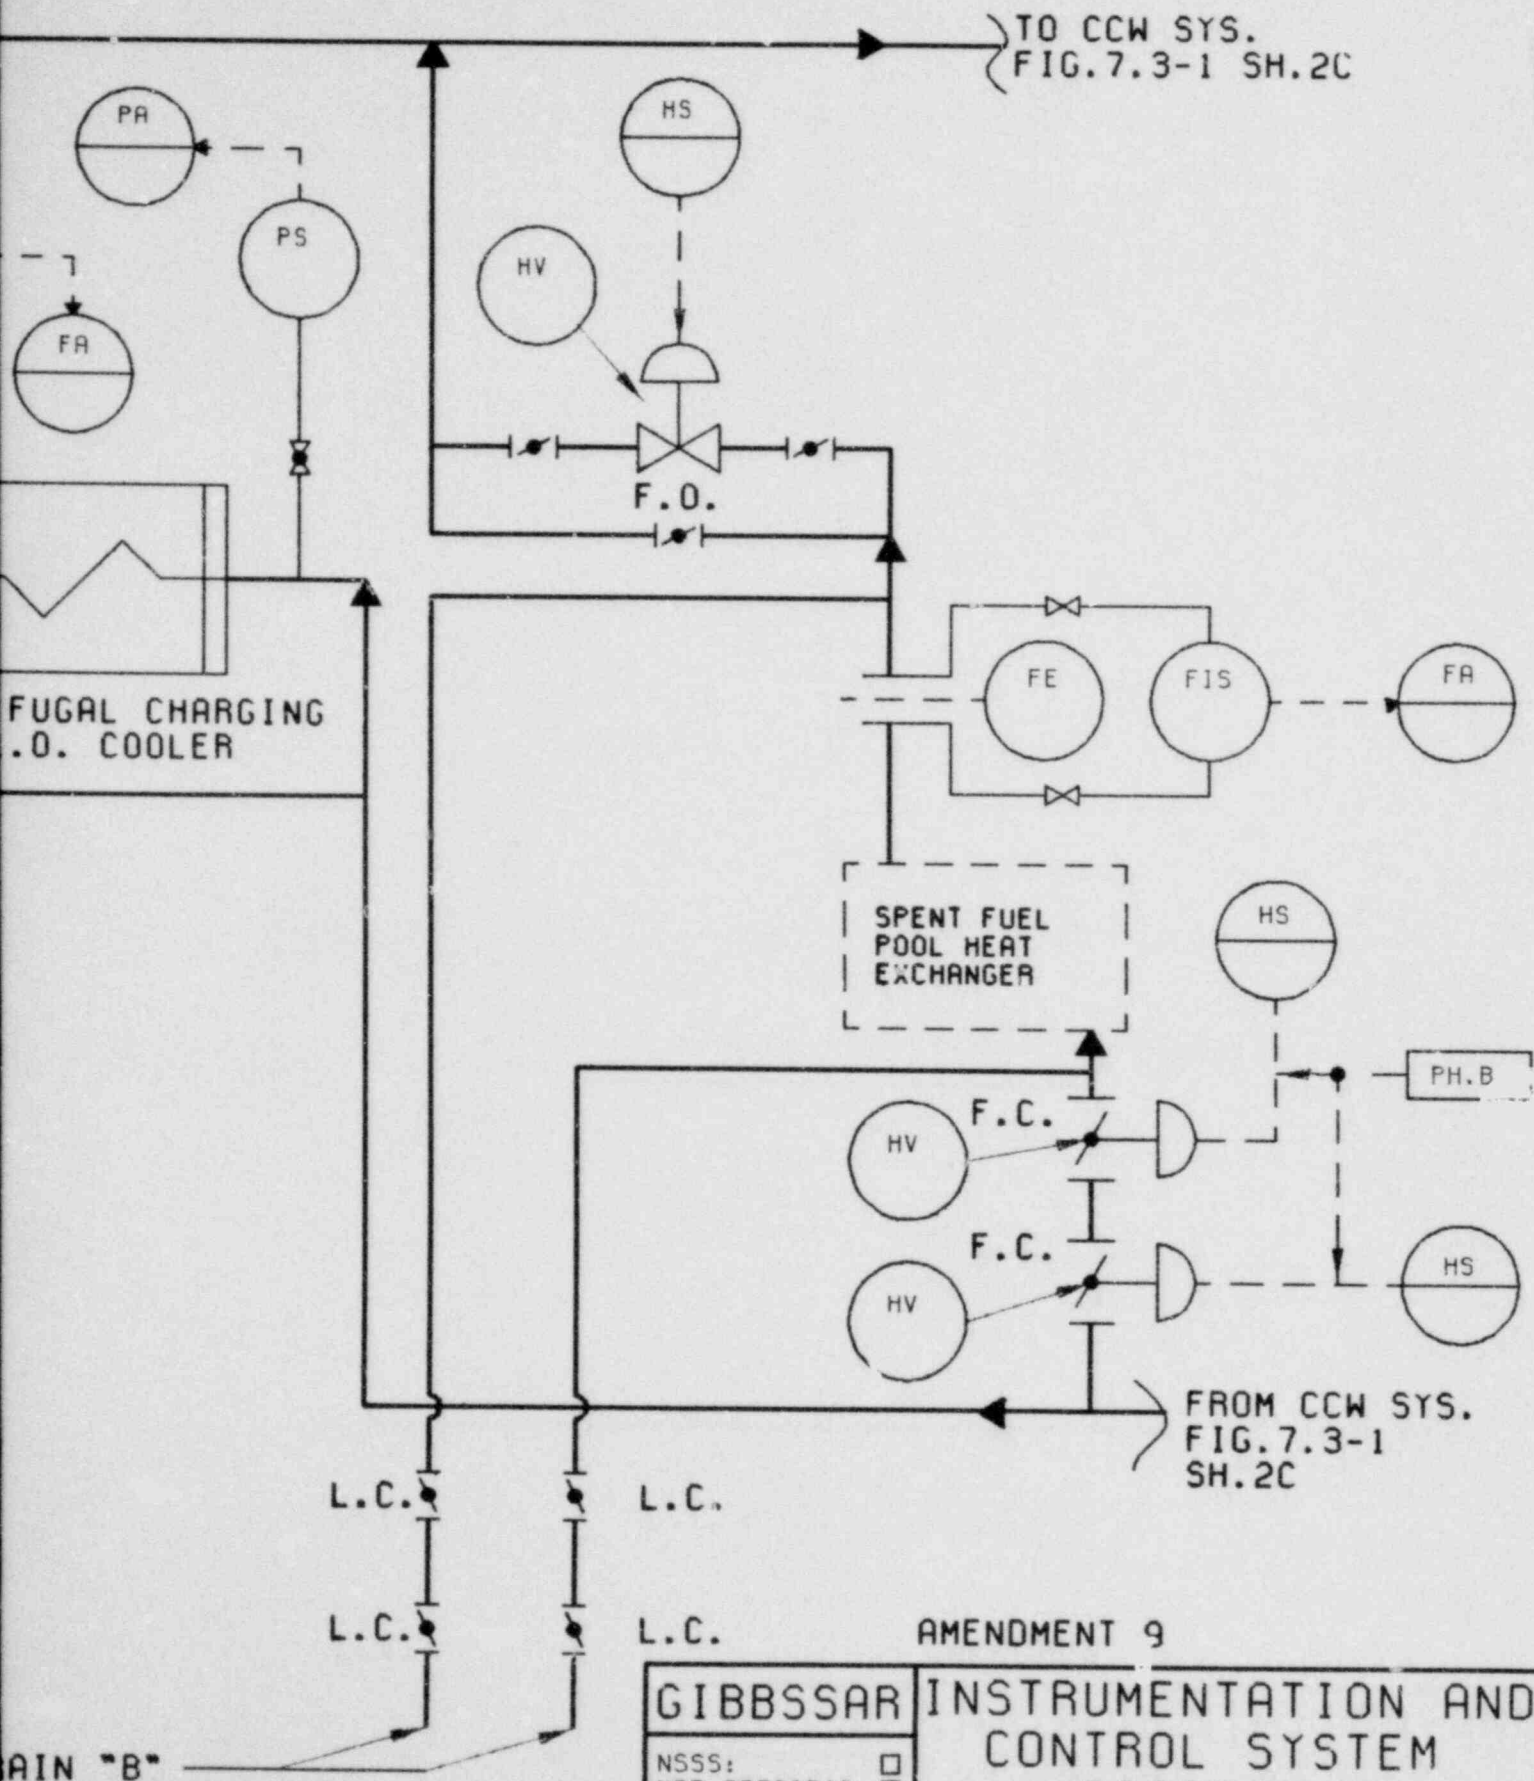 TO CCW SYS.
FIG.7.3-1 SH.2C
PA
HS
PS
HV
FA
F.O.
FE
FIS
FA
FUGAL CHARGING
.O. COOLER
SPENT FUEL
POOL HEAT
EXCHANGER
HS
PH.B
F.C.
HV
F.C.
HV
HS
FROM CCW SYS.
FIG.7.3-1
SH.2C
L.C.
L.C.
L.C.
L.C.
AMENDMENT 9
GIBBSSAR
INSTRUMENTATION AND
CONTROL SYSTEM
NSSS:
AIN "B"